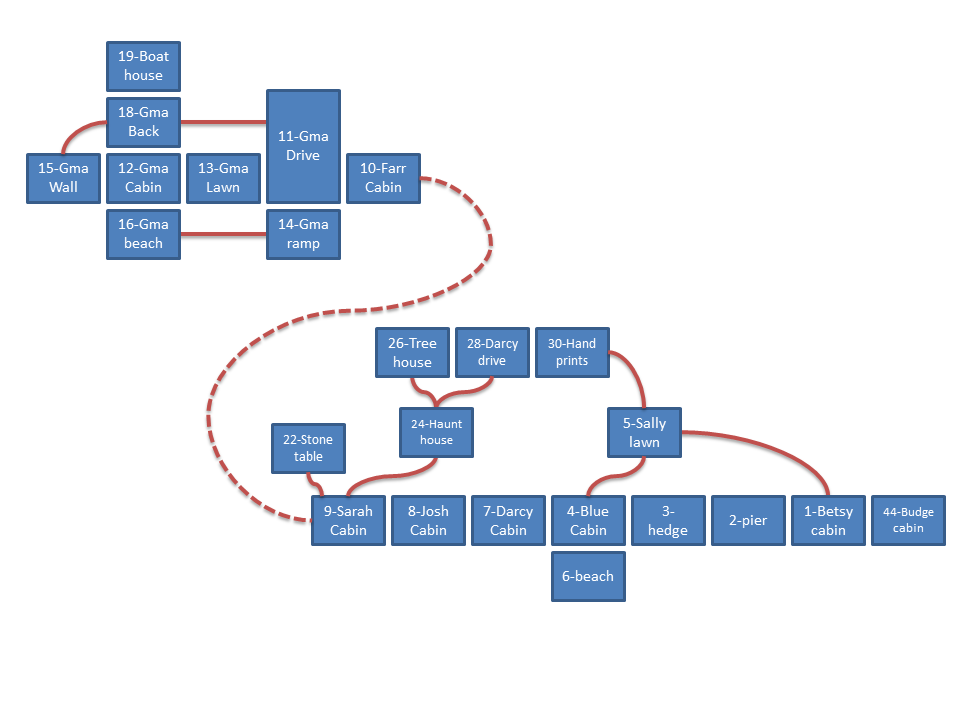 19-Boat
house
18-Gma
Back
11-Gma
Drive
15-Gma
Wall
12-Gma
Cabin
13-Gma
Lawn
10-Farr
Cabin
16-Gma
beach
14-Gma
ramp
26-Tree
house
28-Darcy
drive
30-Hand
prints
22-Stone
table
24-Haunt
house
5-Sally
lawn
9-Sarah
Cabin
8-Josh
Cabin
7-Darcy
Cabin
4-Blue
Cabin
3-
hedge
2-pier
1-Betsy
cabin
44-Budge
cabin
6-beach